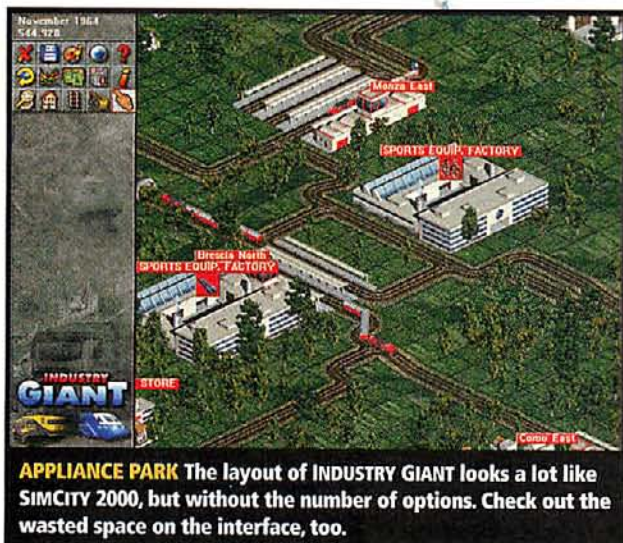 November 1964
$44,928
Monza East
SPORTS EQUIP. FACTORY
Brescia North
SPORTS EQUIP. FACTORY
INDUSTRY
GIANT
STORE
Como East
APPLIANCE PARK The layout of INDUSTRY GIANT looks a lot like
SIMCITY 2000, but without the number of options. Check out the
wasted space on the interface, too.